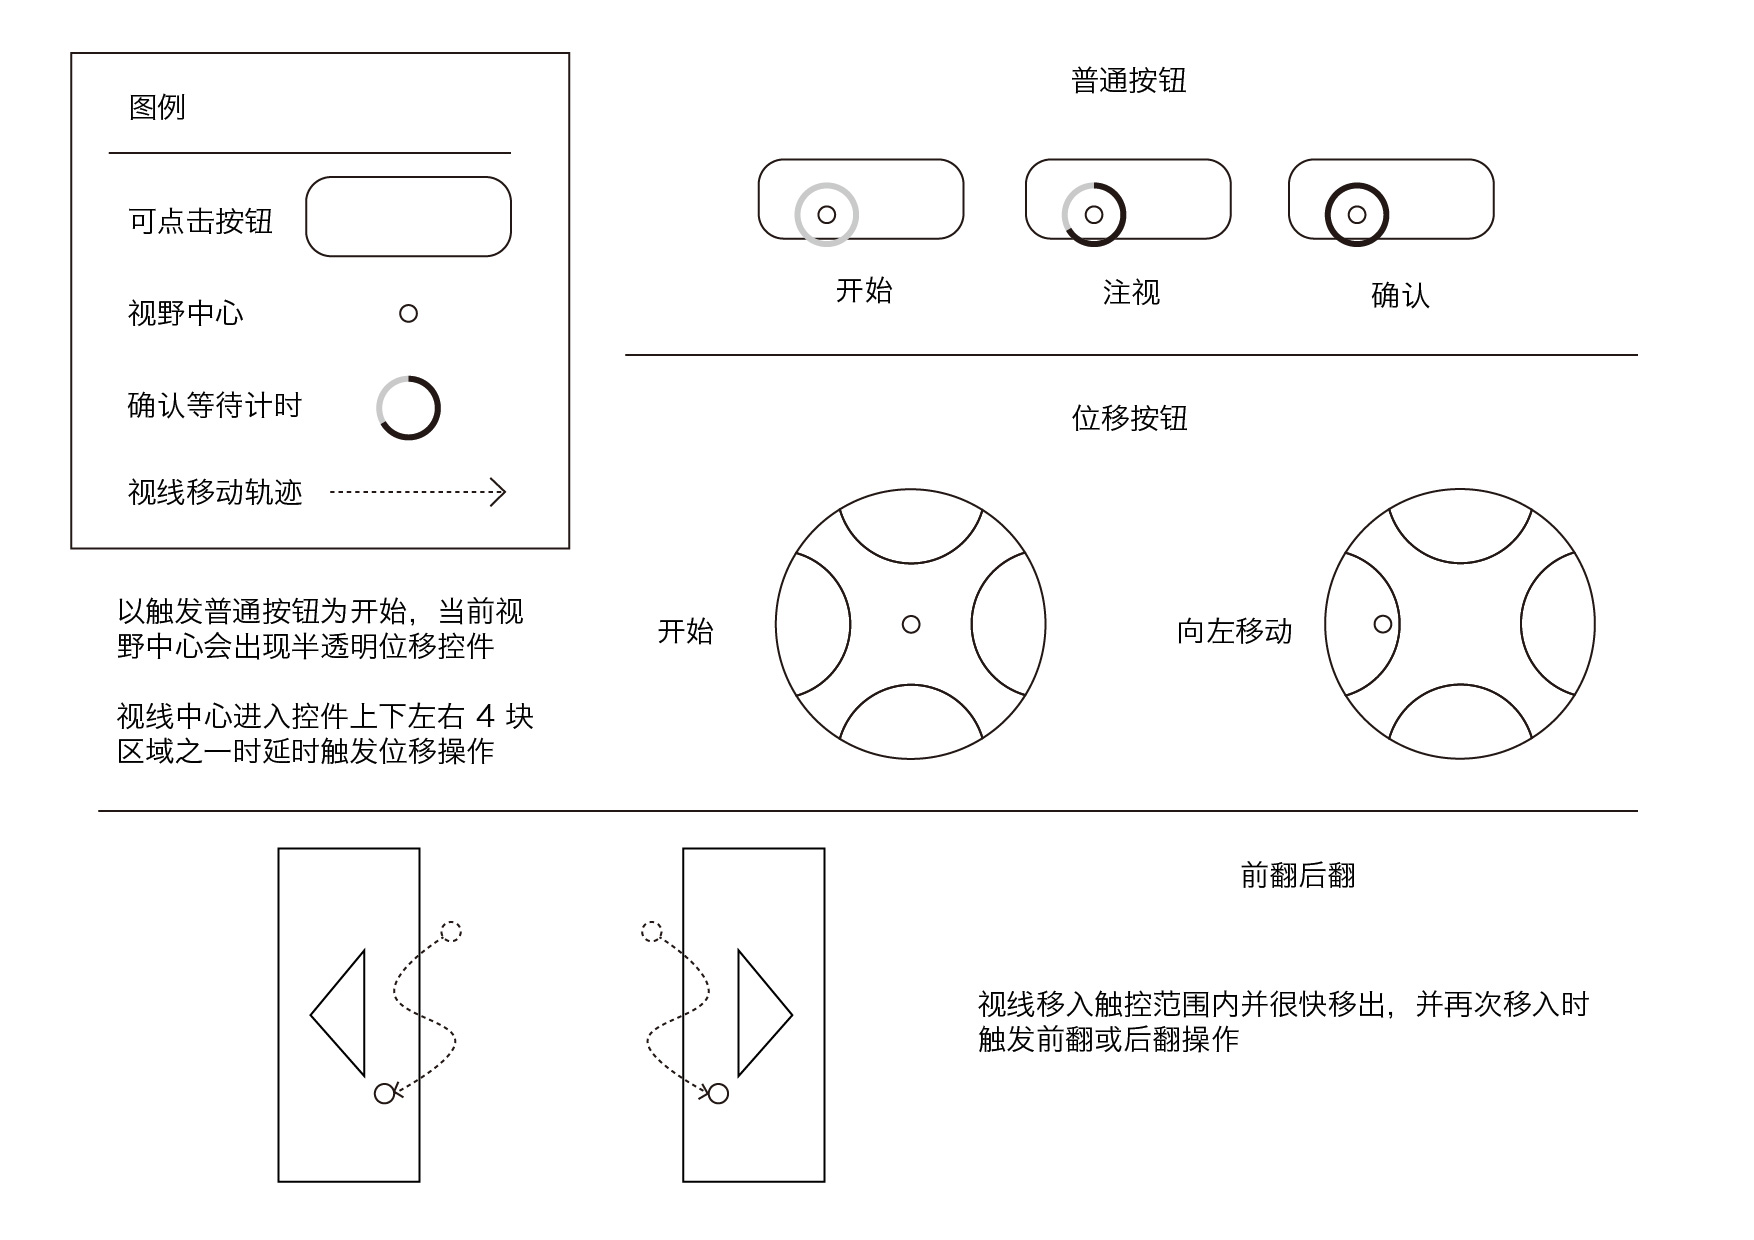 图例
可点击按钮
视野中心
确认等待计时
视线移动轨迹
普通按钮
开始
注视
确认
以触发普通按钮为开始，当前视
野中心会出现半透明位移控件
视线中心进入控件上下左右 4 块
区域之一时延时触发位移操作
位移按钮
开始
向左移动
前翻后翻
视线移入触控范围内并很快移出，并再次移入时
触发前翻或后翻操作